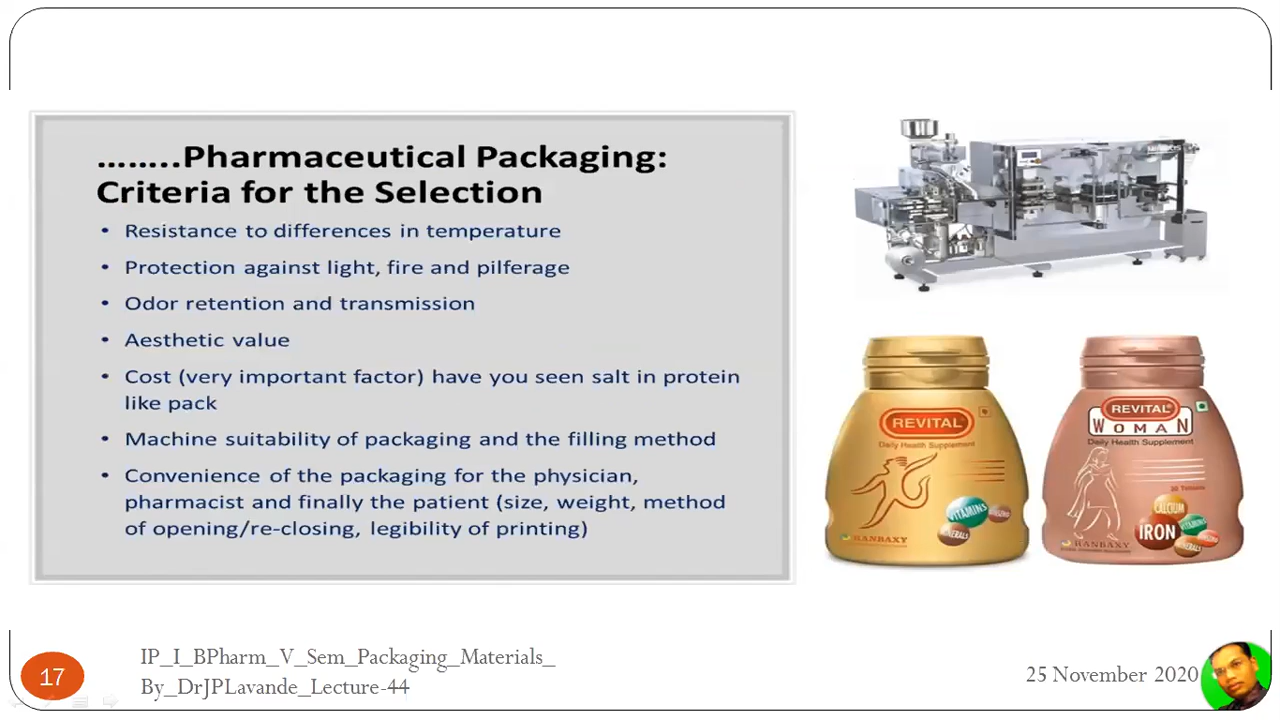 ……..Pharmaceutical Packaging:
Criteria for the Selection
• Resistance to differences in temperature
• Protection against light, fire and pilferage
• Odor retention and transmission
• Aesthetic value
• Cost (very important factor) have you seen salt in protein
like pack
• Machine suitability of packaging and the filling method
• Convenience of the packaging for the physician,
pharmacist and finally the patient (size, weight, method
of opening/re-closing, legibility of printing)
REVITAL
Daily Health Supplement
VITAMINS
MINERALS
RANBAXY
REVITAL
WOMAN
Daily Health Supplement
30 Tablets
CALCIUM
IRON
VITAMINS
MINERALS
RANBAXY
17
IP_I_BPharm_V_Sem_Packaging_Materials_
By_DrJPLavande_Lecture-44
25 November 2020